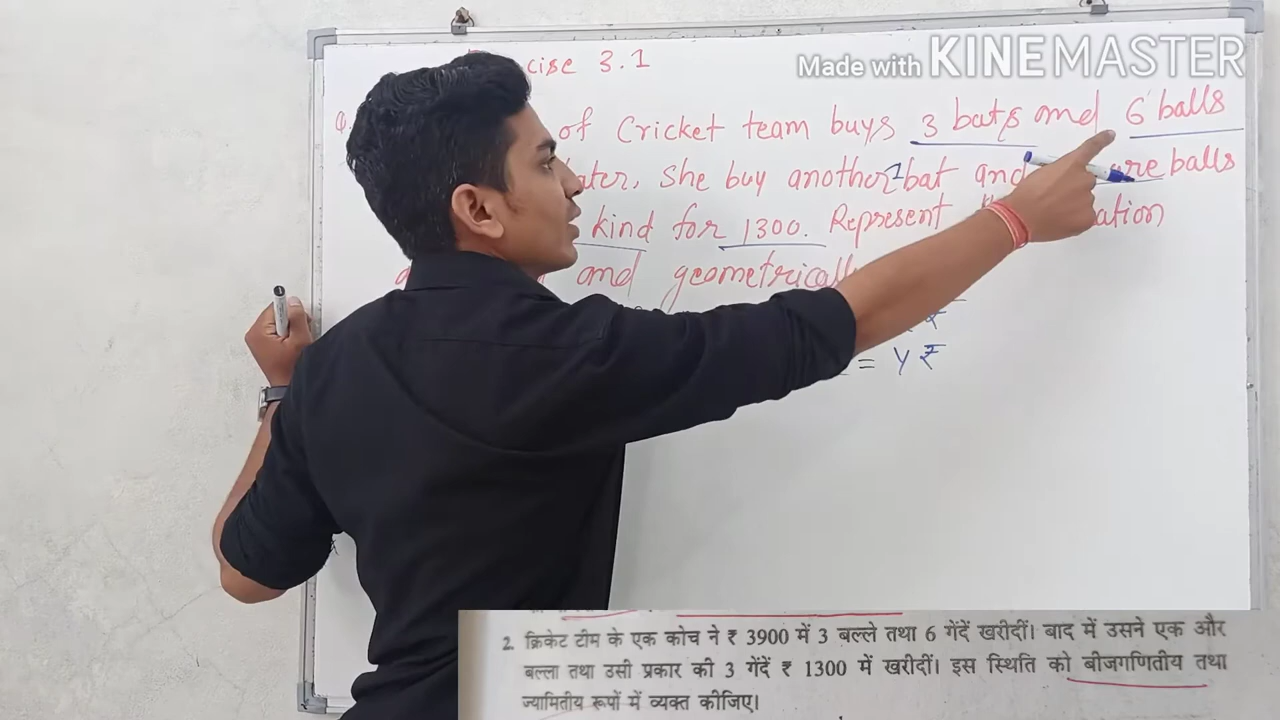 Made with KINEMASTER
cise 3.1
of Cricket team buys 3 bats and 6 balls
ater, She buy another 1 bat and re balls
kind for 1300. Represent ation
and geometrically
₹
= Y ₹
2. क्रिकेट टीम के एक कोच ने ₹ 3900 में 3 बल्ले तथा 6 गेंदें खरीदीं। बाद में उसने एक और
बल्ला तथा उसी प्रकार की 3 गेंदें ₹ 1300 में खरीदीं। इस स्थिति को बीजगणितीय तथा
ज्यामितीय रूपों में व्यक्त कीजिए।